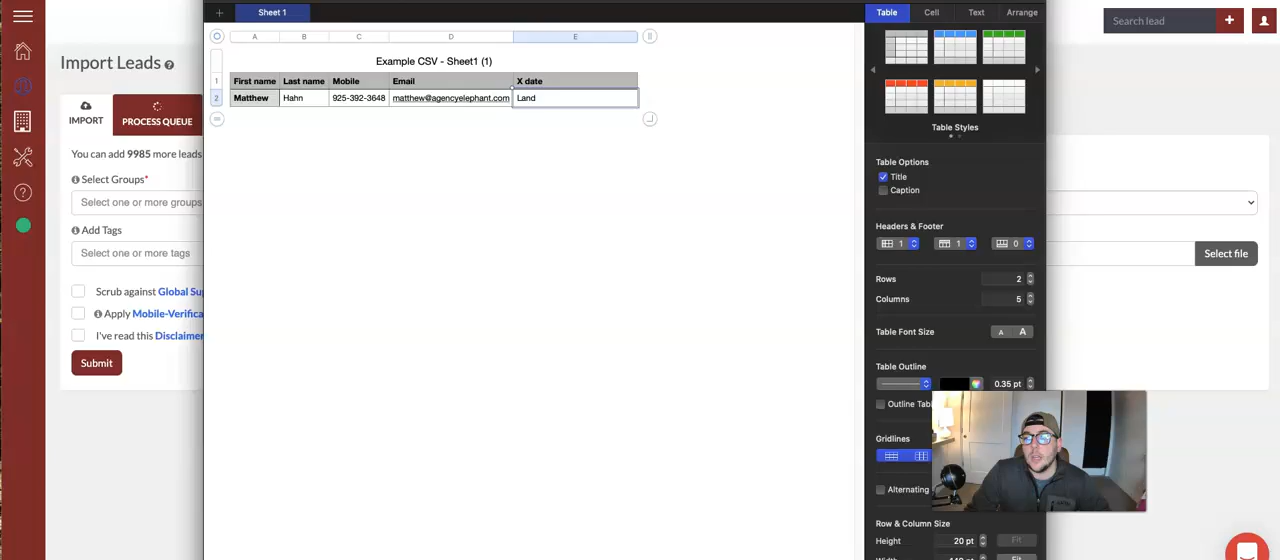 Sheet 1
Table
Cell
Text
Arrange
Search lead
Import Leads
A
B
C
D
E
Example CSV - Sheet1 (1)
1
First name
Last name
Mobile
Email
X date
2
Matthew
Hahn
925-392-3648
matthew@agencyelephant.com
Land
IMPORT
PROCESS QUEUE
You can add 9985 more leads
Select Groups*
Select one or more groups
Add Tags
Select one or more tags
Scrub against Global Su
Apply Mobile-Verifica
I've read this Disclaimer
Submit
Select file
Table Styles
Table Options
Title
Caption
Headers & Footer
1
1
0
Rows
2
Columns
5
Table Font Size
A
A
Table Outline
0.35 pt
Outline Tabl
Gridlines
Alternating
Row & Column Size
Height
20 pt
Fit